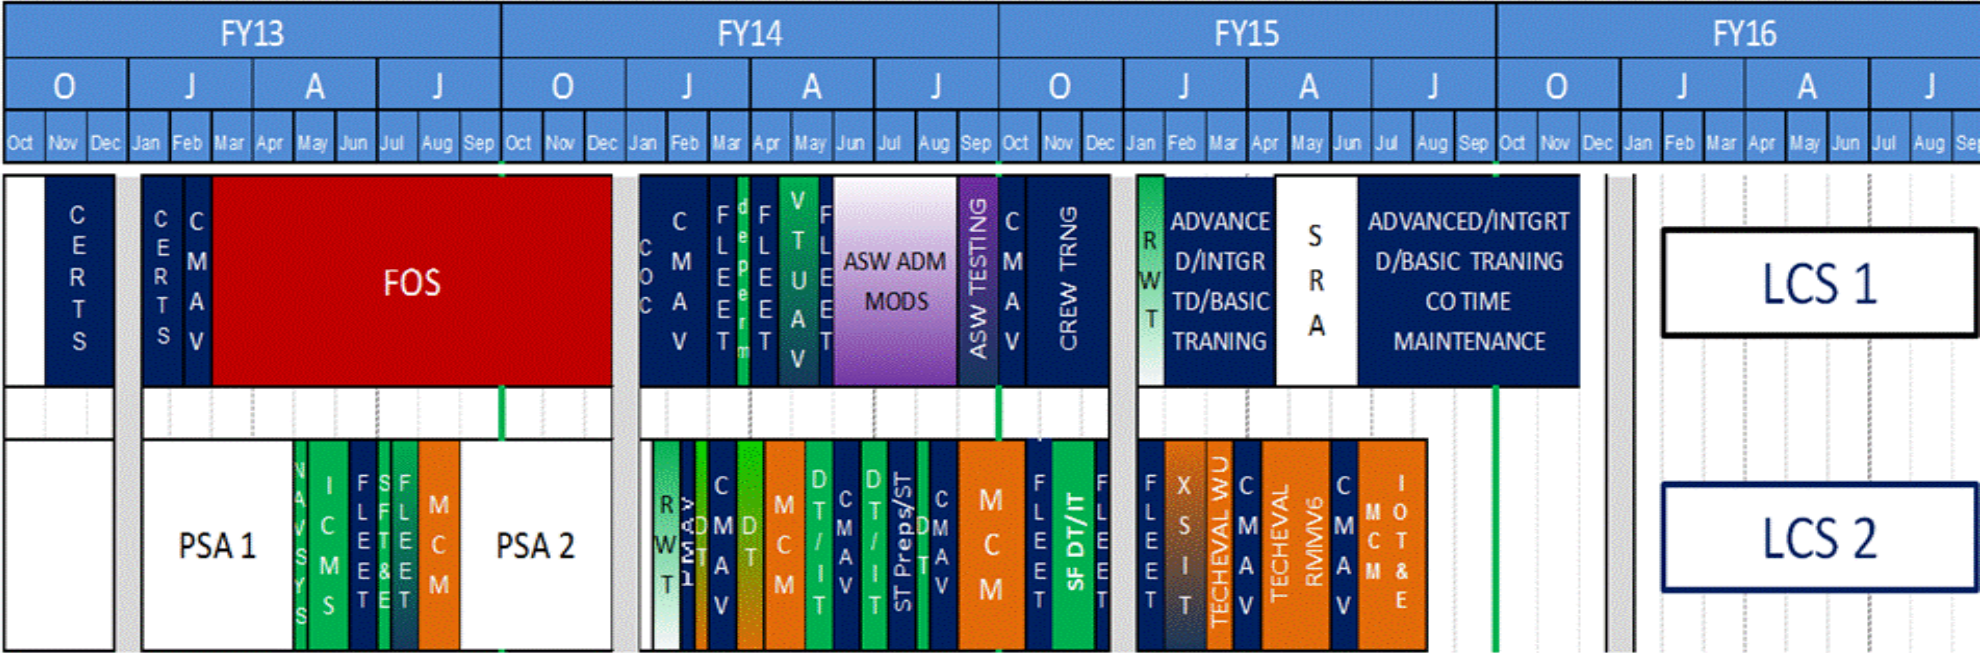 FY13 FY14 FY15 FY16
O J A J O J A J O J A J O J A J
Oct Nov Dec Jan Feb Mar Apr May Jun Jul Aug Sep Oct Nov Dec Jan Feb Mar Apr May Jun Jul Aug Sep Oct Nov Dec Jan Feb Mar Apr May Jun Jul Aug Sep Oct Nov Dec Jan Feb Mar Apr May Jun Jul Aug Sep
CERTS
CERTS
CMAV
FOS
COC
CMAV
FLEET
deperm
FLEET
VTUAV
FLEET
ASW ADM
MODS
ASW TESTING
CMAV
CREW TRNG
RWT
ADVANCE
D/INTGR
TD/BASIC
TRANING
SRA
ADVANCED/INTGRT
D/BASIC TRANING
CO TIME
MAINTENANCE
LCS 1
PSA 1
NAVSYS
ICMS
FLEET
SFT&E
FLEET
MCM
PSA 2
RWT
DT
CMAV
DT
MCM
DT/IT
CMAV
DT/IT
ST Preps/ST
DT
CMAV
MCM
FLEET
SF DT/IT
FLEET
FLEET
XSIT
TECHEVAL WU
CMAV
TECHEVAL
RMMV6
CMAV
MCM
IOT&E
LCS 2